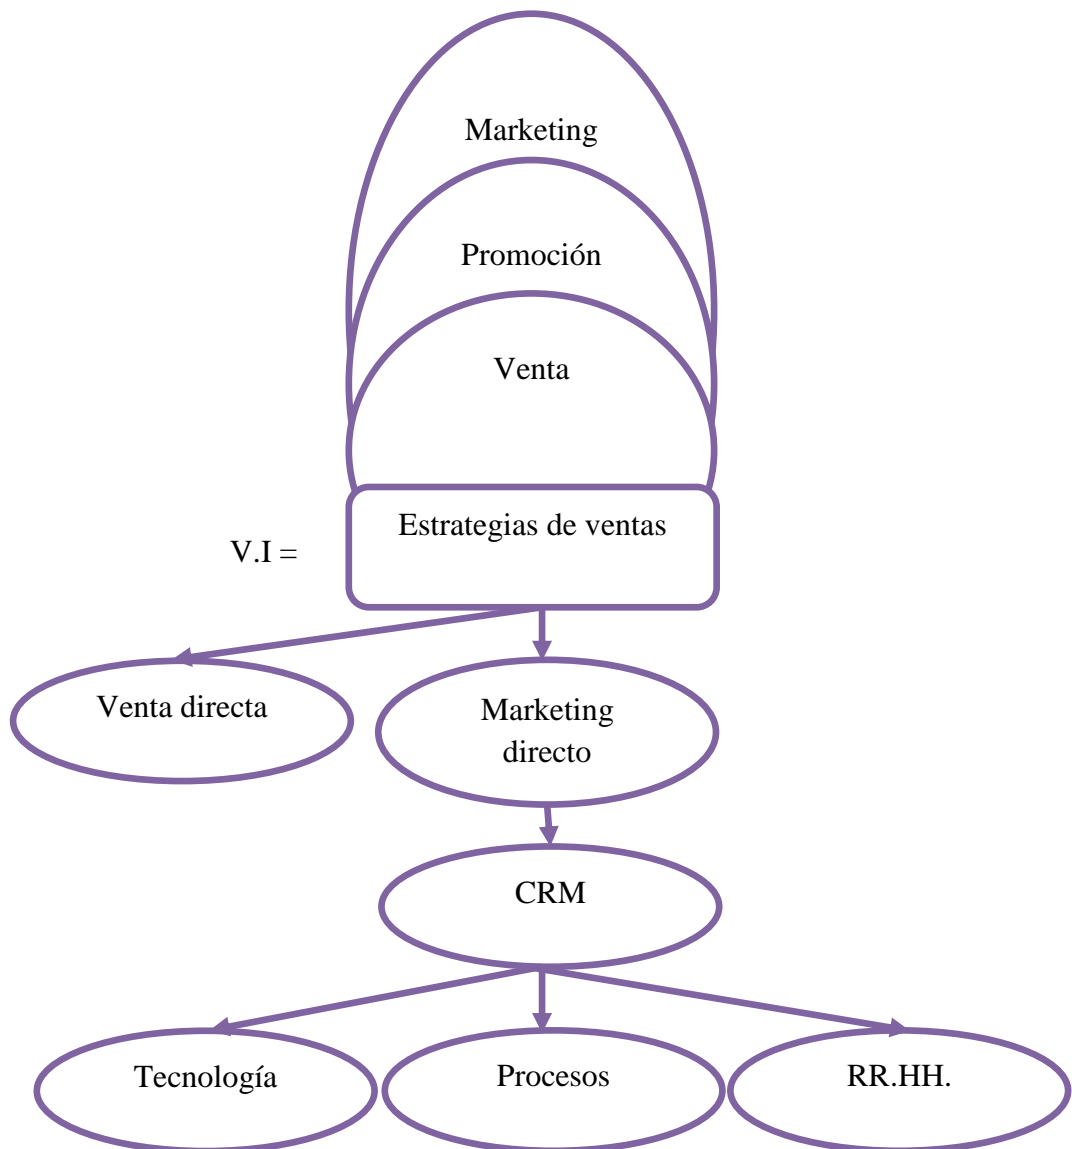 Marketing
Promoción
Venta
Estrategias de ventas
V.I =
Venta directa
Marketing
directo
CRM
Tecnología
Procesos
RR.HH.